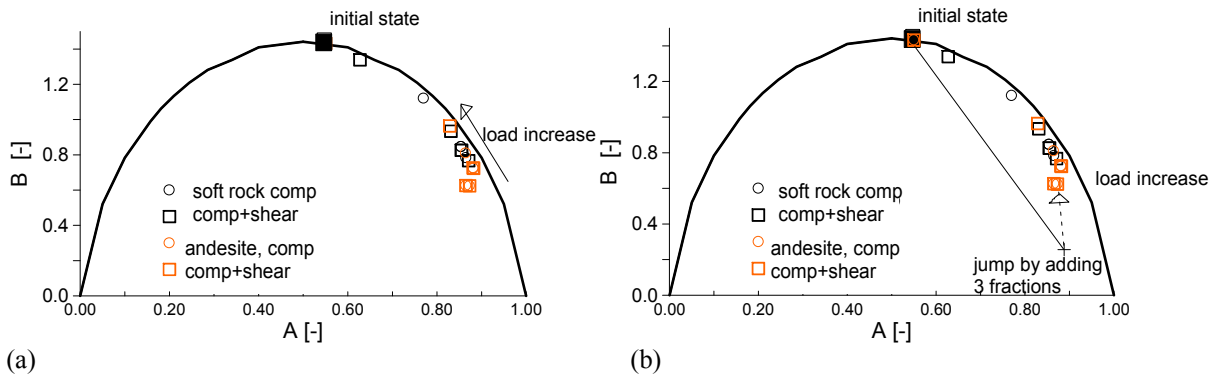 initial state
1.2
0.8
0.4
0.0
B [-]
load increase
soft rock comp
comp+shear
andesite, comp
comp+shear
0.00
0.20
0.40
0.60
0.80
1.00
A [-]
(a)
initial state
1.2
0.8
0.4
0.0
B [-]
load increase
soft rock comp
comp+shear
andesite, comp
comp+shear
jump by adding
3 fractions
0.00
0.20
0.40
0.60
0.80
1.00
A [-]
(b)